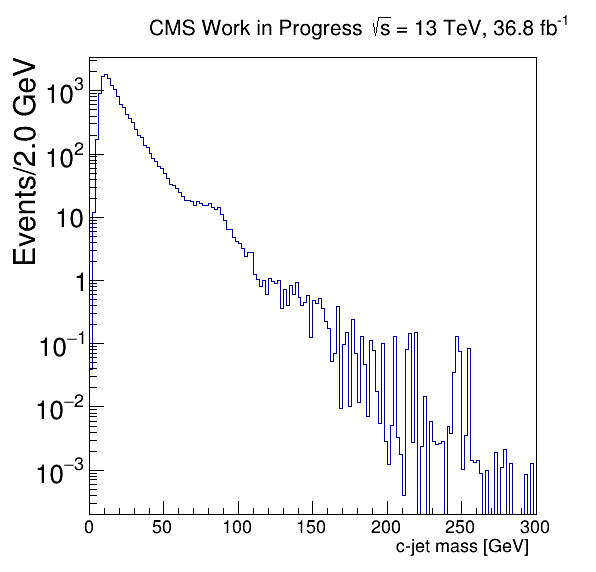 CMS Work in Progress √s = 13 TeV, 36.8 fb⁻¹
Events/2.0 GeV
10³
10²
10
1
10⁻¹
10⁻²
10⁻³
0 50 100 150 200 250 300
c-jet mass [GeV]